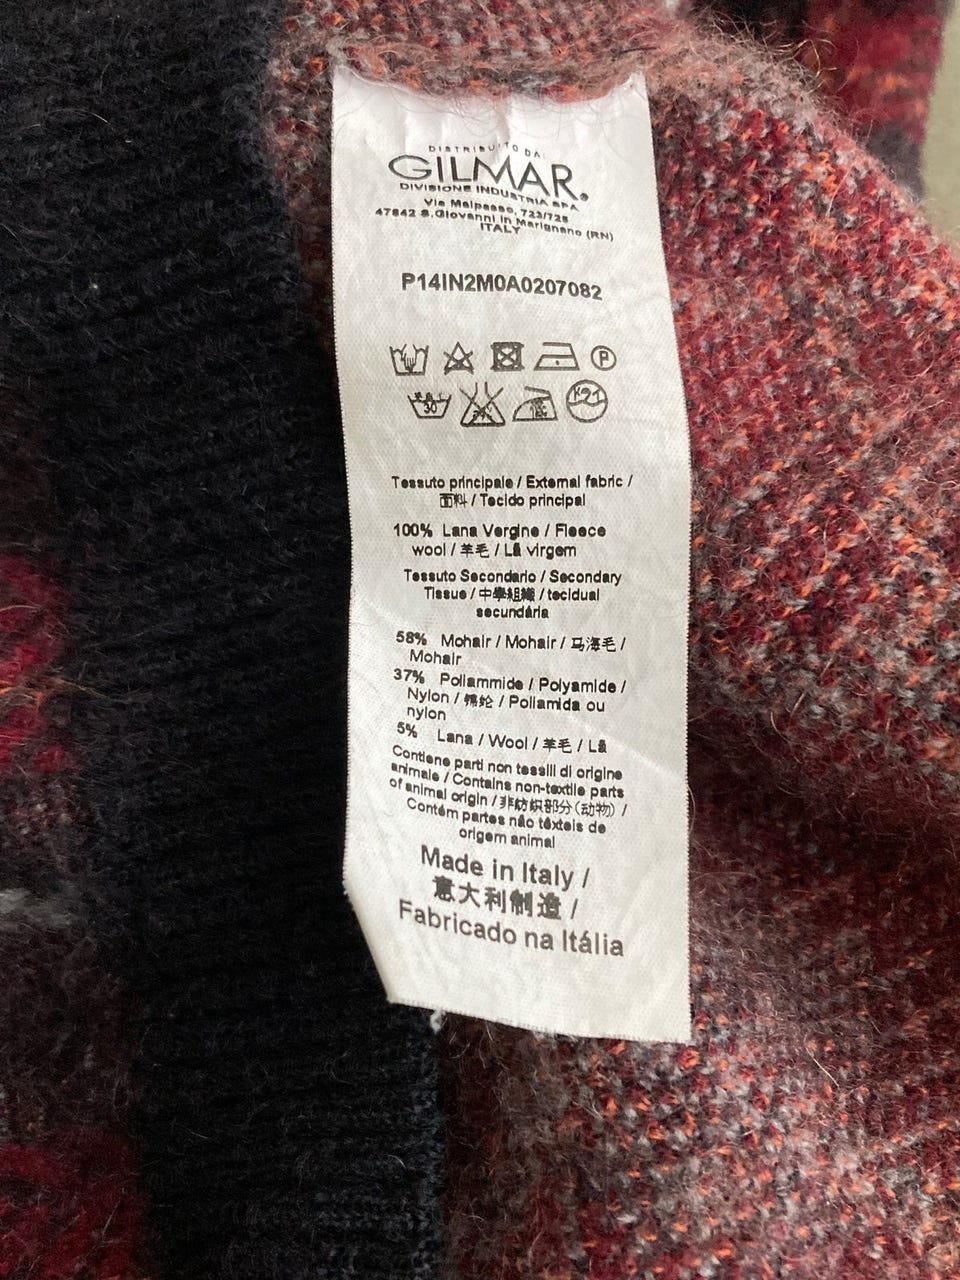 DISTRIBUITO DA:
GILMAR®
DIVISIONE INDUSTRIA SPA
Via Malpasso, 723/725
47842 S.Giovanni in Marignano (RN)
ITALY
P14IN2M0A0207082
P
30
K21
Tessuto principale / External fabric /
面料 / Tecido principal
100% Lana Vergine / Fleece
wool / 羊毛 / Lã virgem
Tessuto Secondario / Secondary
Tissue / 中學組織 / tecidual
secundária
58% Mohair / Mohair / 马海毛 /
Mohair
37% Poliammide / Polyamide /
Nylon / 锦纶 / Poliamida ou
nylon
5% Lana / Wool / 羊毛 / Lã
Contiene parti non tessili di origine
animale / Contains non-textile parts
of animal origin / 非紡织部分(动物) /
Contém partes não têxteis de
origem animal
Made in Italy /
意大利制造 /
Fabricado na Itália